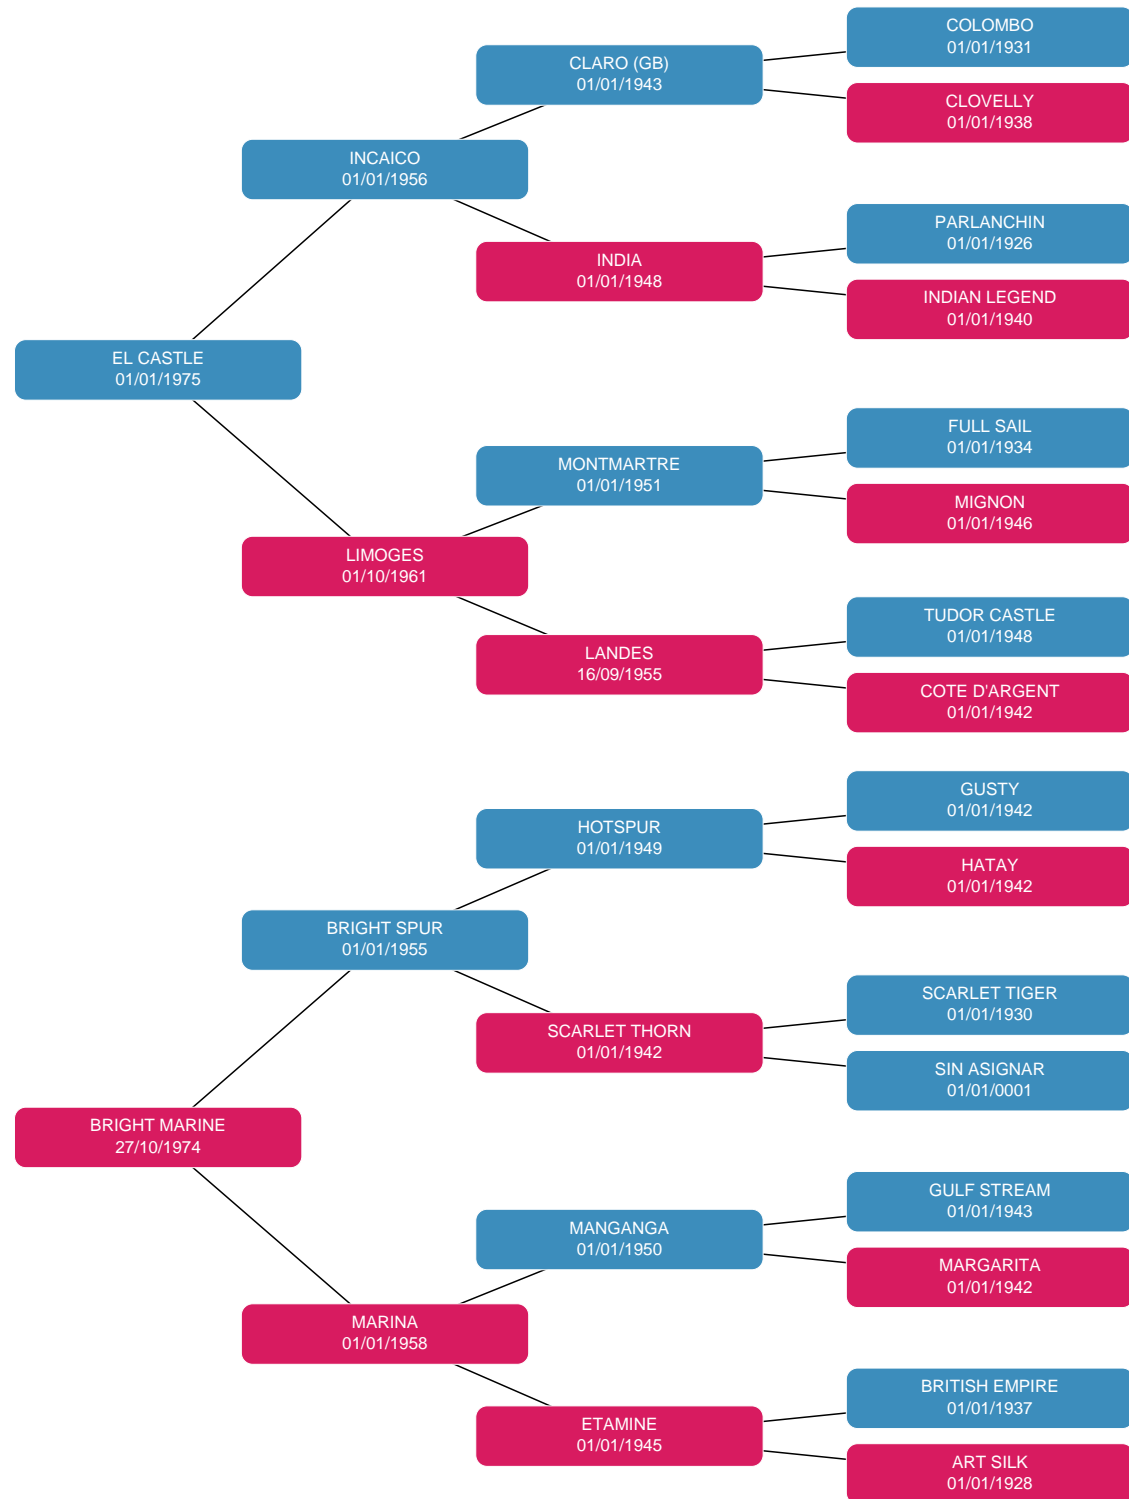 COLOMBO
01/01/1931
CLARO (GB)
01/01/1943
CLOVELLY
01/01/1938
INCAICO
01/01/1956
PARLANCHIN
01/01/1926
INDIA
01/01/1948
INDIAN LEGEND
01/01/1940
EL CASTLE
01/01/1975
FULL SAIL
01/01/1934
MONTMARTRE
01/01/1951
MIGNON
01/01/1946
LIMOGES
01/10/1961
TUDOR CASTLE
01/01/1948
LANDES
16/09/1955
COTE D'ARGENT
01/01/1942
GUSTY
01/01/1942
HOTSPUR
01/01/1949
HATAY
01/01/1942
BRIGHT SPUR
01/01/1955
SCARLET TIGER
01/01/1930
SCARLET THORN
01/01/1942
SIN ASIGNAR
01/01/0001
BRIGHT MARINE
27/10/1974
GULF STREAM
01/01/1943
MANGANGA
01/01/1950
MARGARITA
01/01/1942
MARINA
01/01/1958
BRITISH EMPIRE
01/01/1937
ETAMINE
01/01/1945
ART SILK
01/01/1928